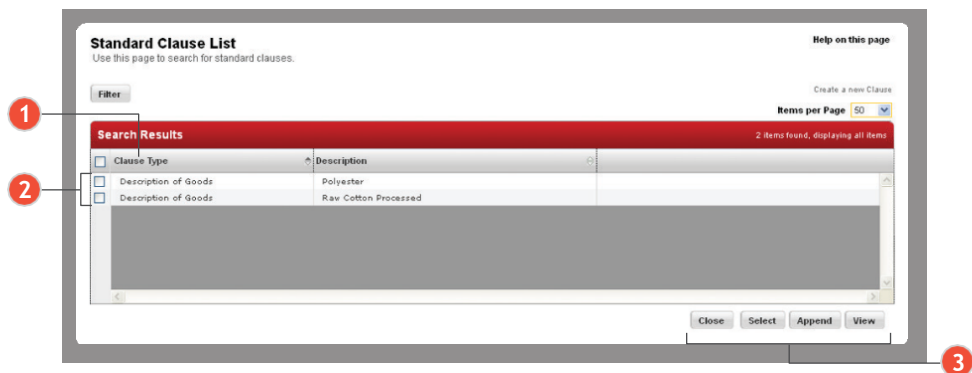 Standard Clause List
Help on this page
Use this page to search for standard clauses.
Filter
Create a new Clause
Items per Page 50
1
Search Results 2 items found, displaying all items
Clause Type Description
2
Description of Goods Polyester
Description of Goods Raw Cotton Processed
Close Select Append View
3